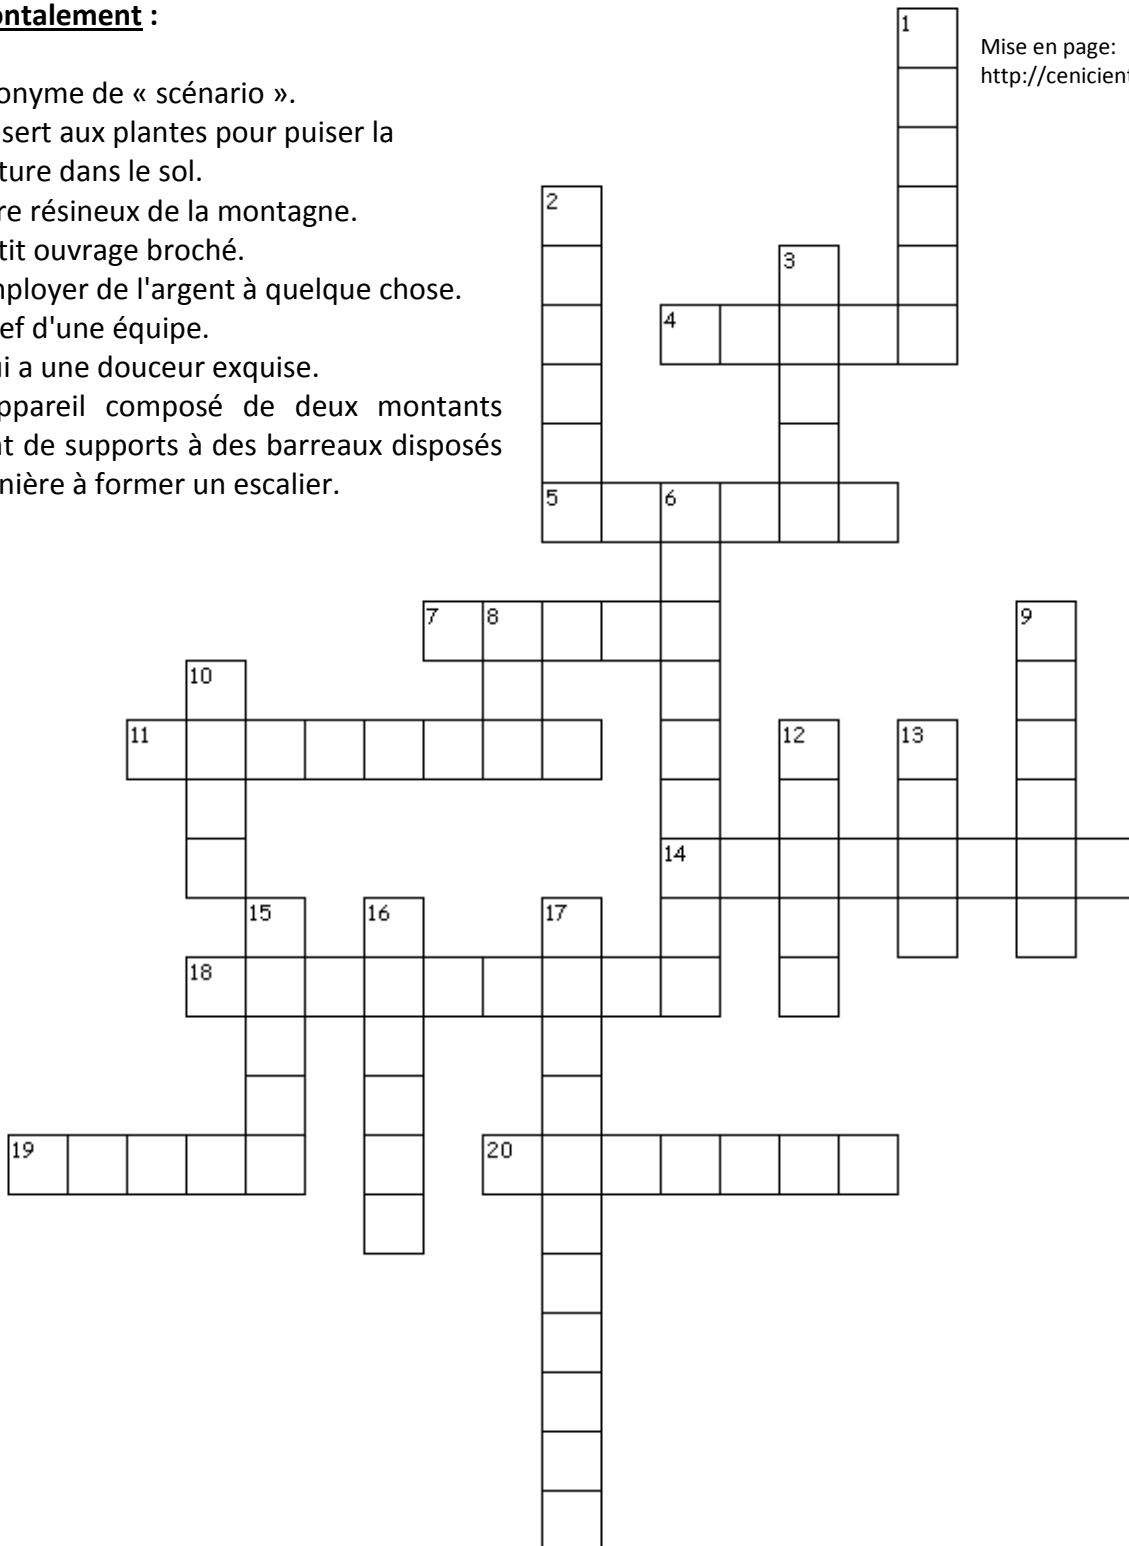 ontalement :
onyme de « scénario ».
sert aux plantes pour puiser la
ture dans le sol.
re résineux de la montagne.
tit ouvrage broché.
nployer de l'argent à quelque chose.
ef d'une équipe.
ui a une douceur exquise.
ppareil composé de deux montants
t de supports à des barreaux disposés
nière à former un escalier.
Mise en page:
http://cenicient
1
2
3
4
5 6
7 8 9
10
11 12 13
14
15 16 17
18
19 20